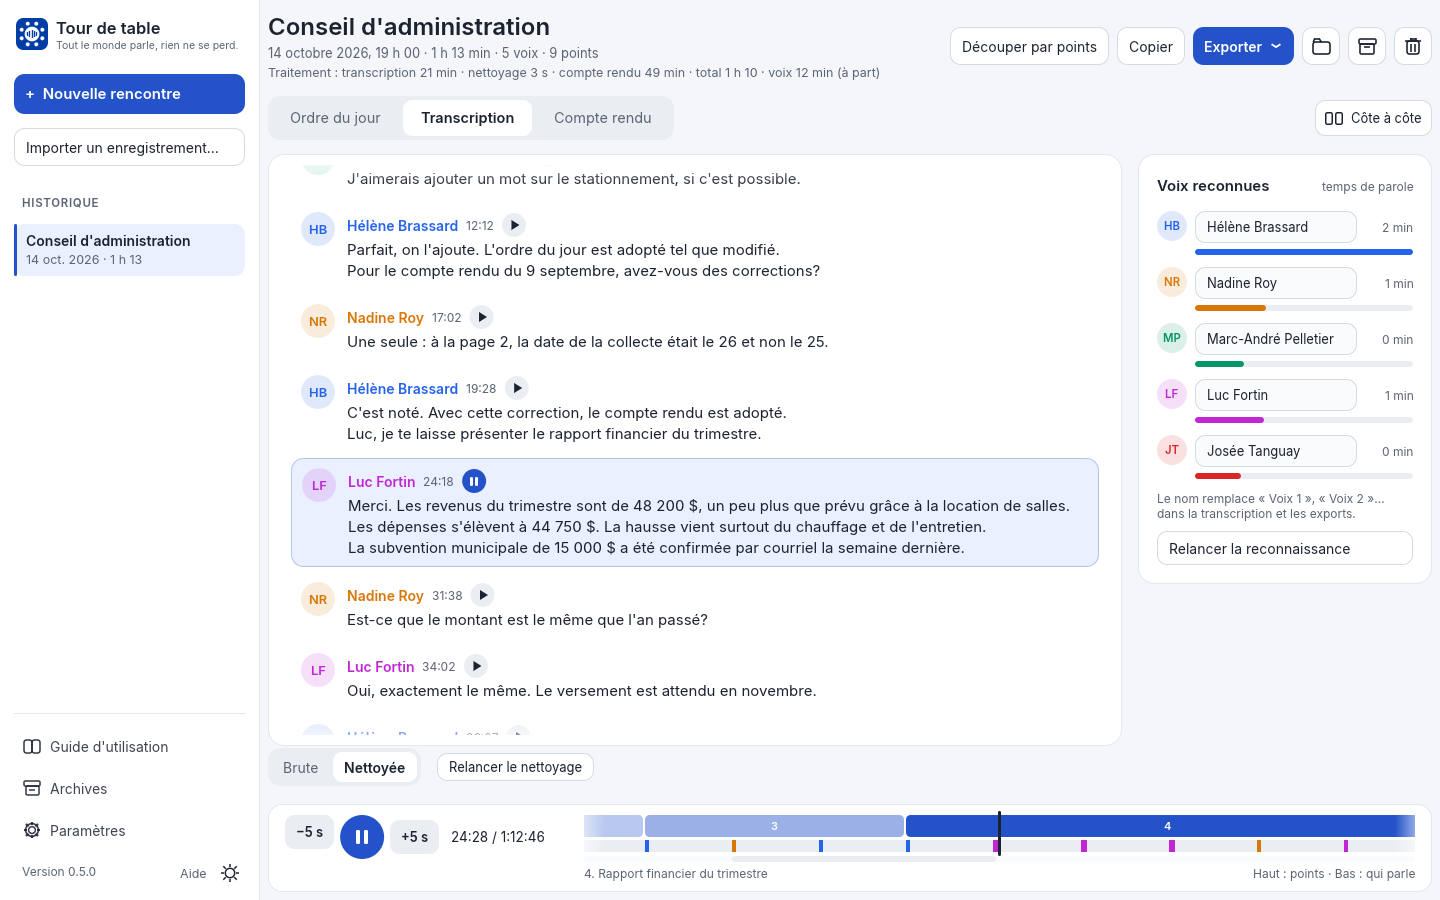 Tour de table
Tout le monde parle, rien ne se perd.
+ Nouvelle rencontre
Importer un enregistrement…
HISTORIQUE
Conseil d'administration
14 oct. 2026 · 1 h 13
Guide d'utilisation
Archives
Paramètres
Version 0.5.0
Aide
Conseil d'administration
14 octobre 2026, 19 h 00 · 1 h 13 min · 5 voix · 9 points
Traitement : transcription 21 min · nettoyage 3 s · compte rendu 49 min · total 1 h 10 · voix 12 min (à part)
Découper par points
Copier
Exporter
Ordre du jour
Transcription
Compte rendu
Côte à côte
J'aimerais ajouter un mot sur le stationnement, si c'est possible.
HB
Hélène Brassard 12:12
Parfait, on l'ajoute. L'ordre du jour est adopté tel que modifié.
Pour le compte rendu du 9 septembre, avez-vous des corrections?
NR
Nadine Roy 17:02
Une seule : à la page 2, la date de la collecte était le 26 et non le 25.
HB
Hélène Brassard 19:28
C'est noté. Avec cette correction, le compte rendu est adopté.
Luc, je te laisse présenter le rapport financier du trimestre.
LF
Luc Fortin 24:18
Merci. Les revenus du trimestre sont de 48 200 $, un peu plus que prévu grâce à la location de salles.
Les dépenses s'élèvent à 44 750 $. La hausse vient surtout du chauffage et de l'entretien.
La subvention municipale de 15 000 $ a été confirmée par courriel la semaine dernière.
NR
Nadine Roy 31:38
Est-ce que le montant est le même que l'an passé?
LF
Luc Fortin 34:02
Oui, exactement le même. Le versement est attendu en novembre.
Hélène Brassard
Voix reconnues
temps de parole
HB
Hélène Brassard
2 min
NR
Nadine Roy
1 min
MP
Marc-André Pelletier
0 min
LF
Luc Fortin
1 min
JT
Josée Tanguay
0 min
Le nom remplace « Voix 1 », « Voix 2 »…
dans la transcription et les exports.
Relancer la reconnaissance
Brute
Nettoyée
Relancer le nettoyage
−5 s
+5 s
24:28 / 1:12:46
3
4
4. Rapport financier du trimestre
Haut : points · Bas : qui parle